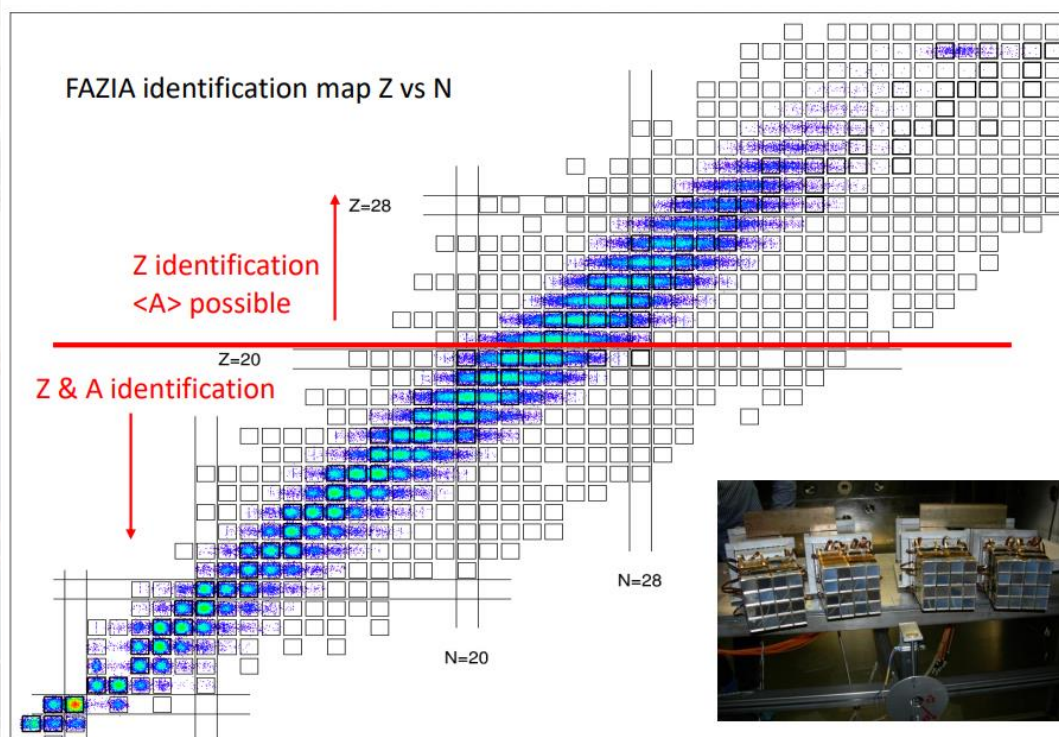 FAZIA identification map Z vs N
Z=28
Z identification
<A> possible
Z=20
Z & A identification
N=28
N=20